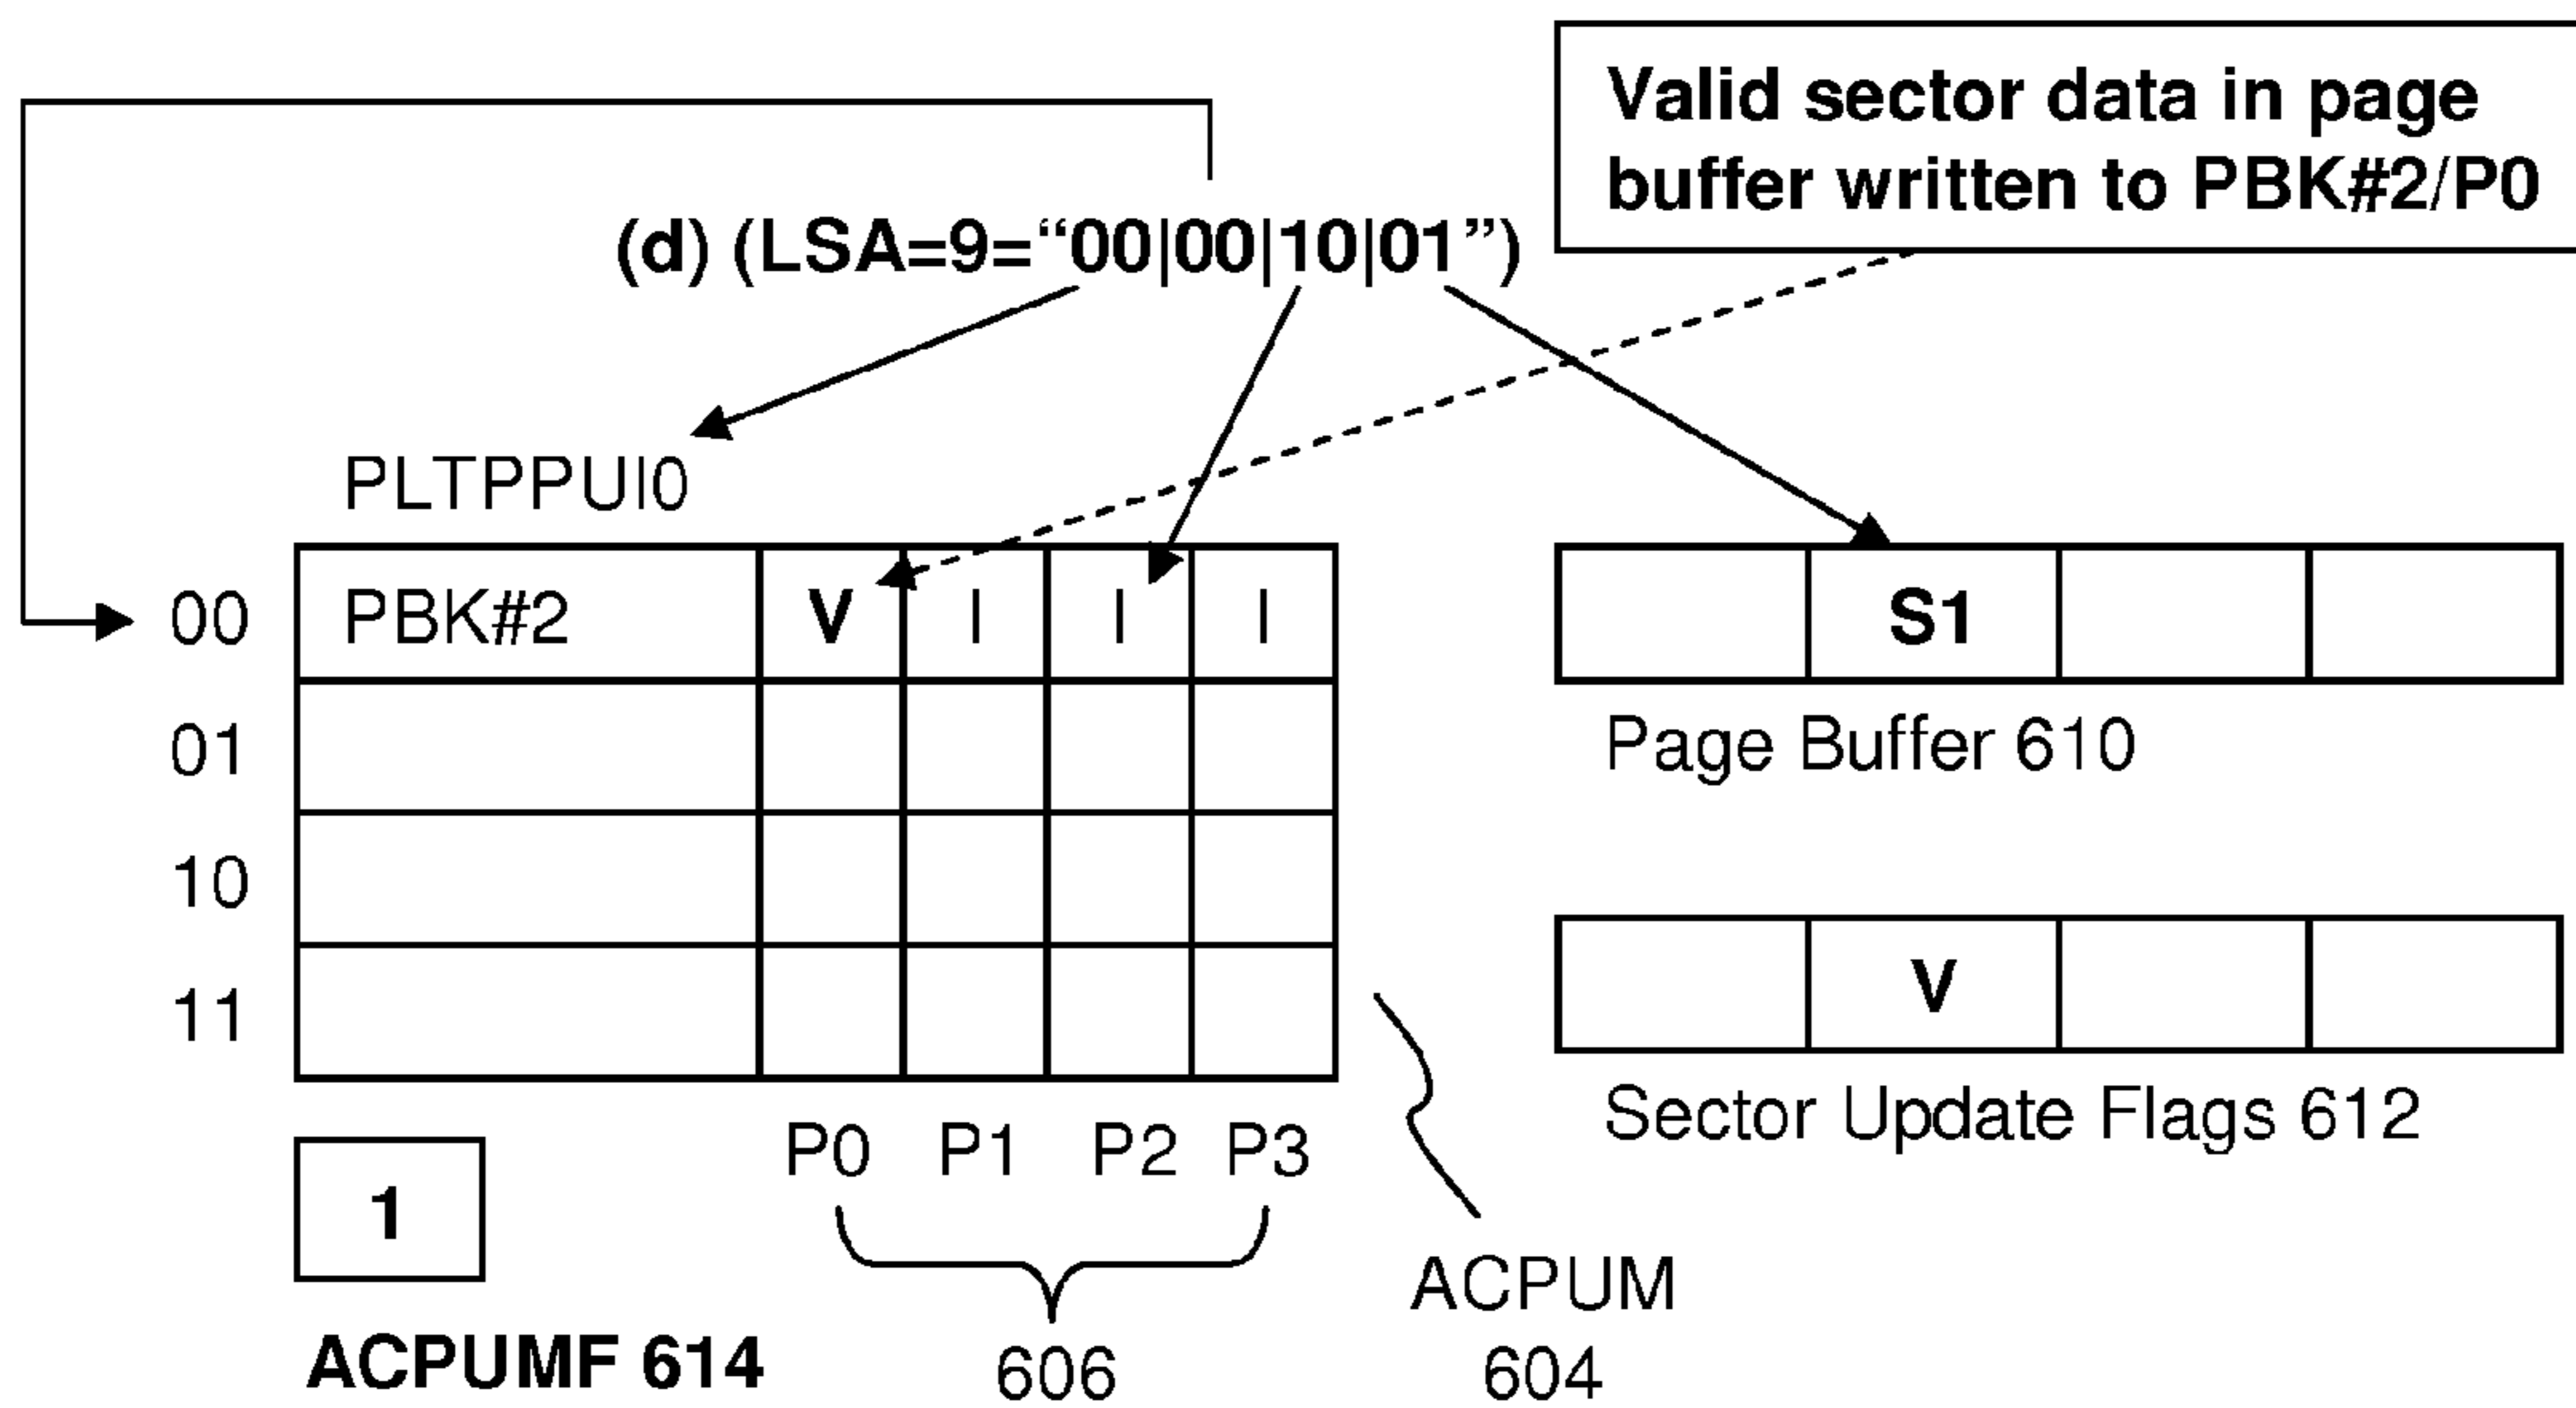 Valid sector data in page
buffer written to PBK#2/P0
(d) (LSA=9=“00|00|10|01”)
PLTPPUI0
00 PBK#2 V I I I S1
01 Page Buffer 610
10
11 V
P0 P1 P2 P3 Sector Update Flags 612
1
ACPUM
ACPUMF 614 606 604